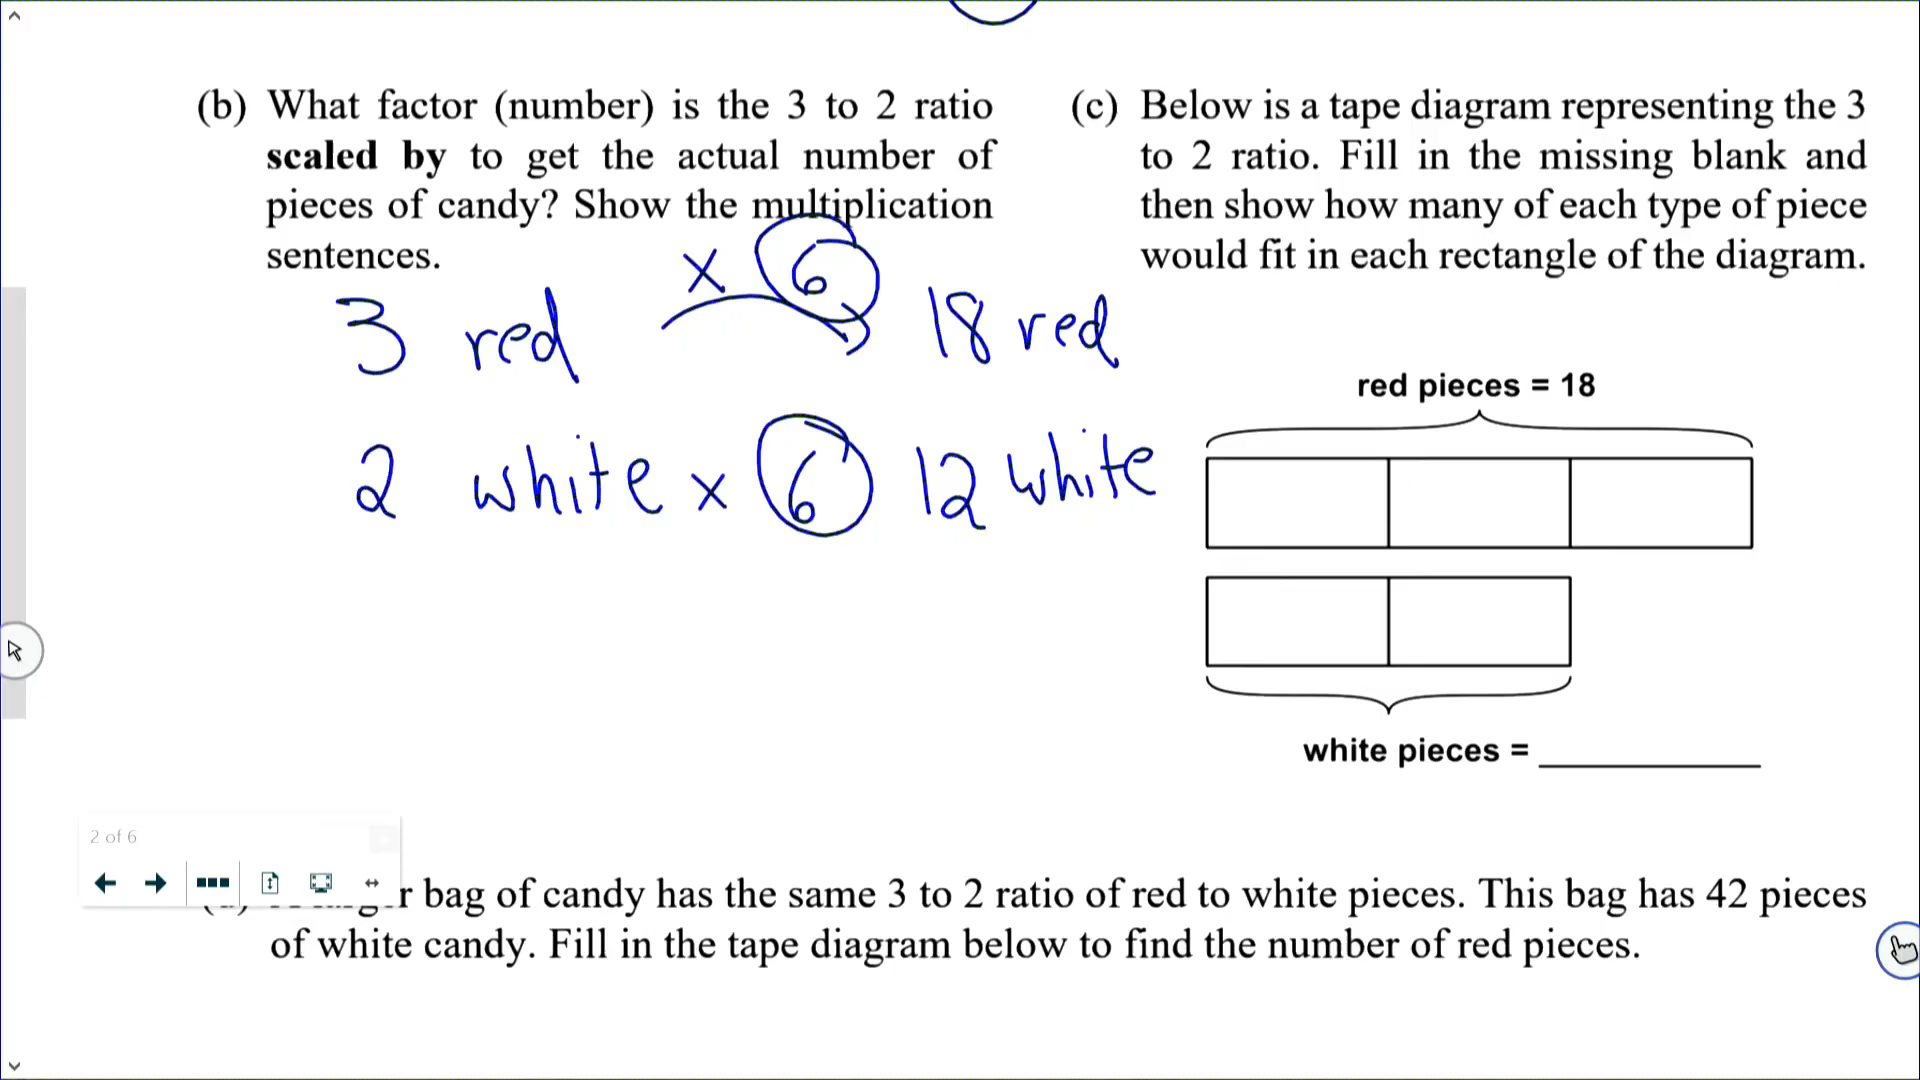 (b) What factor (number) is the 3 to 2 ratio
scaled by to get the actual number of
pieces of candy? Show the multiplication
sentences.
x 6
3 red 18 red
2 white x 6 12 white
(c) Below is a tape diagram representing the 3
to 2 ratio. Fill in the missing blank and
then show how many of each type of piece
would fit in each rectangle of the diagram.
red pieces = 18
white pieces = ____________
2 of 6
bag of candy has the same 3 to 2 ratio of red to white pieces. This bag has 42 pieces
of white candy. Fill in the tape diagram below to find the number of red pieces.